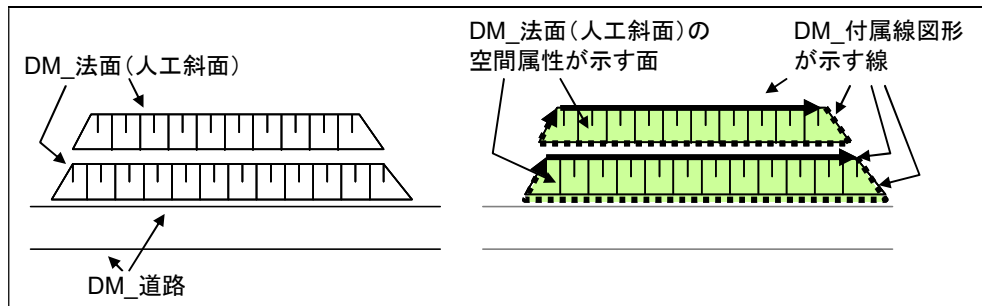 DM_法面(人工斜面)
DM_道路
DM_法面(人工斜面)の
空間属性が示す面
DM_付属線図形
が示す線